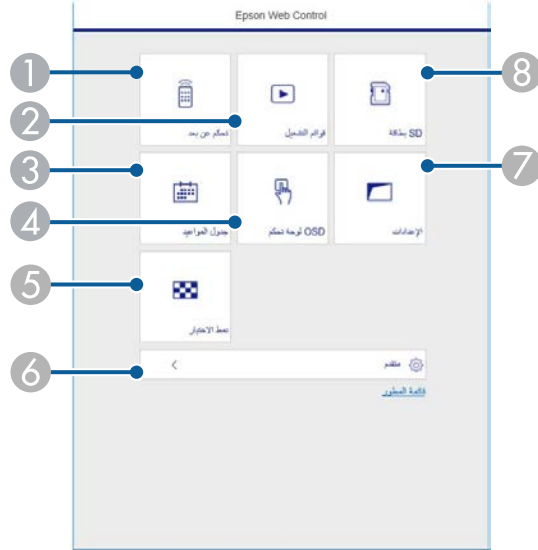 Epson Web Control
1
8
2
تحكم عن بعد
قوائم التشغيل
بطاقة SD
3
7
4
جدول المواعيد
لوحة تحكم OSD
الإعدادات
5
نمط الاختبار
6
متقدم
قائمة المطور